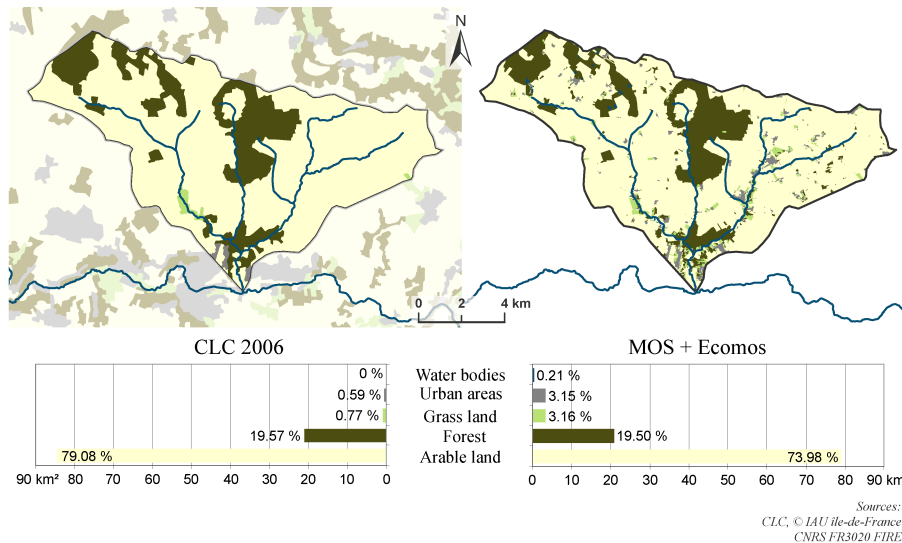 N
0 2 4 km
CLC 2006
MOS + Ecomos
0 % Water bodies 0.21 %
0.59 % Urban areas 3.15 %
0.77 % Grass land 3.16 %
19.57 % Forest 19.50 %
79.08 % Arable land 73.98 %
90 km² 80 70 60 50 40 30 20 10 0
0 10 20 30 40 50 60 70 80 90 km
Sources:
CLC, © IAU île-de-France
CNRS FR3020 FIRE